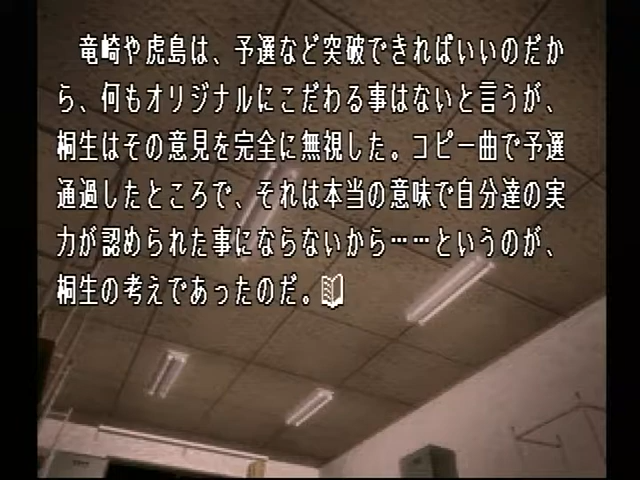 竜崎や虎島は、予選など突破できればいいのだか
ら、何もオリジナルにこだわる事はないと言うが、
桐生はその意見を完全に無視した。コピー曲で予選
通過したところで、それは本当の意味で自分達の実
力が認められた事にならないから……というのが、
桐生の考えであったのだ。